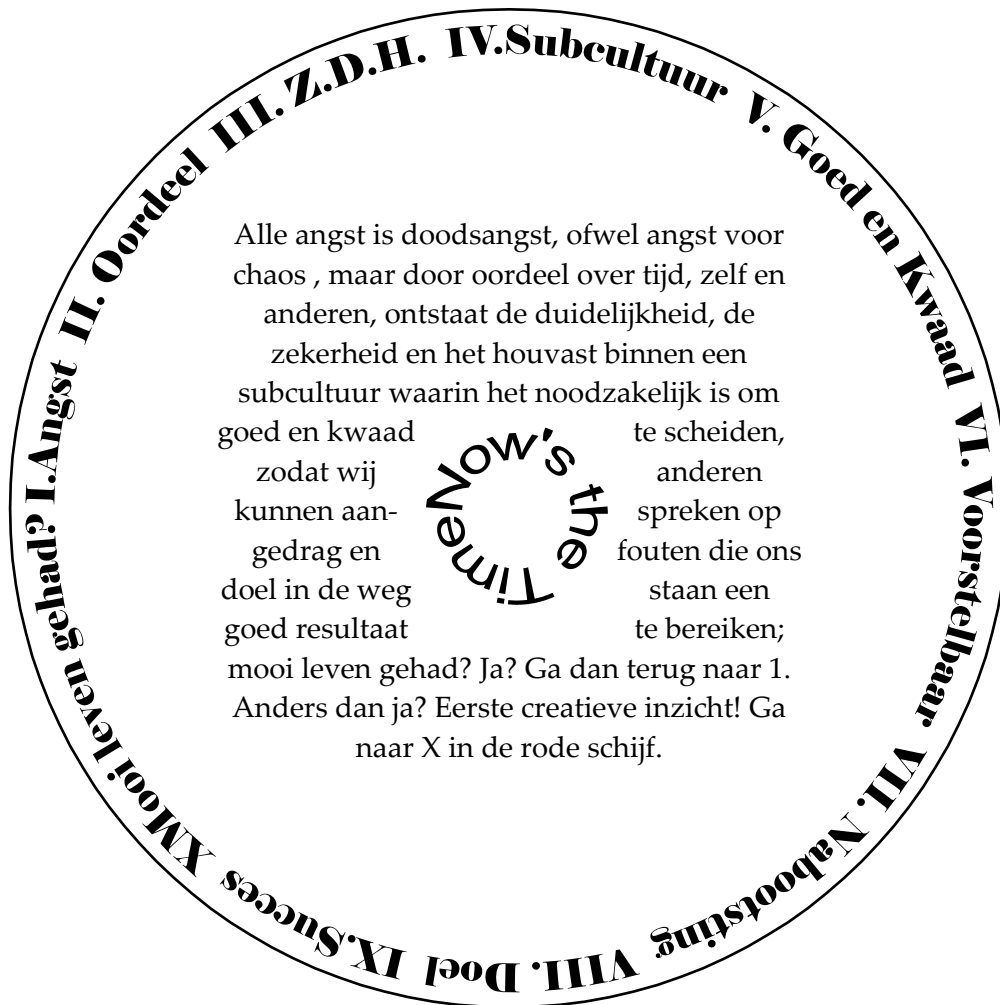 I.Angst II. Oordeel III. Z.D.H. IV.Subcultuur V. Goed en Kwaad VI. Voorstelbaar VII. Nabootsting VIII. Doel IX.Succes XMooi leven gehad?
Alle angst is doodsangst, ofwel angst voor
chaos , maar door oordeel over tijd, zelf en
anderen, ontstaat de duidelijkheid, de
zekerheid en het houvast binnen een
subcultuur waarin het noodzakelijk is om
goed en kwaad te scheiden,
zodat wij anderen
kunnen aan- spreken op
gedrag en fouten die ons
doel in de weg staan een
goed resultaat te bereiken;
mooi leven gehad? Ja? Ga dan terug naar 1.
Anders dan ja? Eerste creatieve inzicht! Ga
naar X in de rode schijf.
Now's the Time